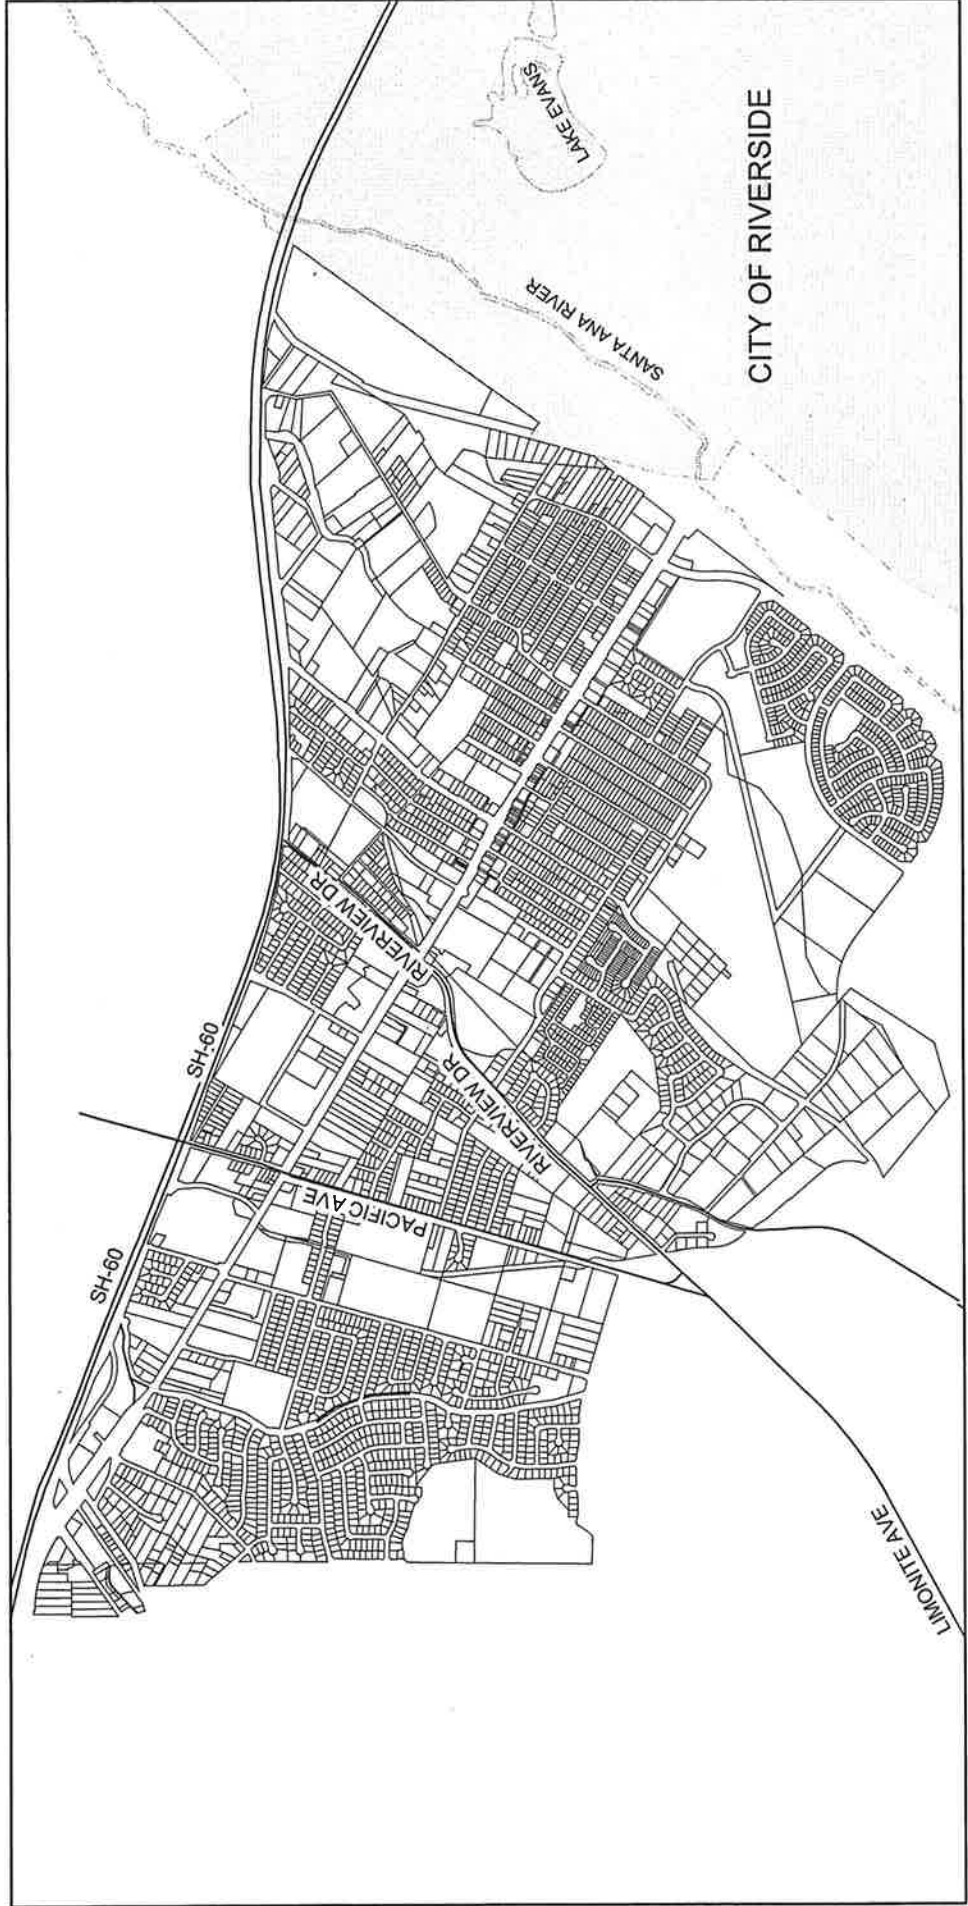 SH-60
SH-60
PACIFIC AVE.
RIVERVIEW DR
RIVERVIEW DR
LIMONITE AVE
LAKE EVANS
SANTA ANA RIVER
CITY OF RIVERSIDE